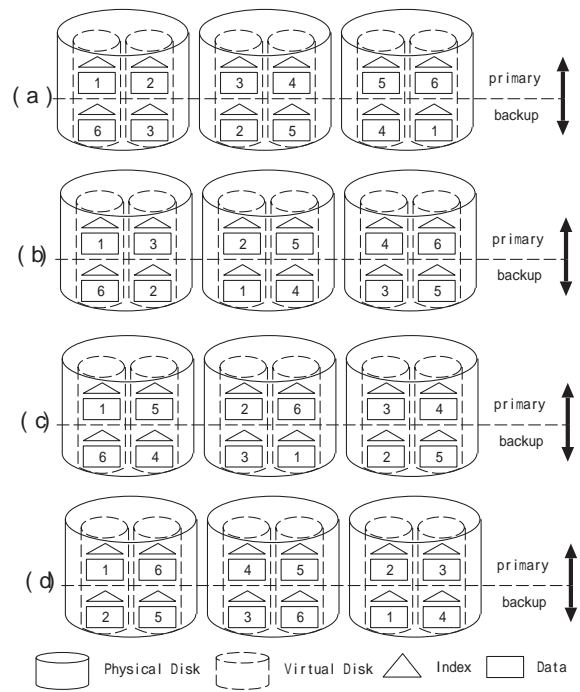 1 2 3 4 5 6 primary
(a)
6 3 2 5 4 1 backup
1 3 2 5 4 6 primary
(b)
6 2 1 4 3 5 backup
1 5 2 6 3 4 primary
(c)
6 4 3 1 2 5 backup
1 6 4 5 2 3 primary
(d)
2 5 3 6 1 4 backup
Physical Disk Virtual Disk Index Data